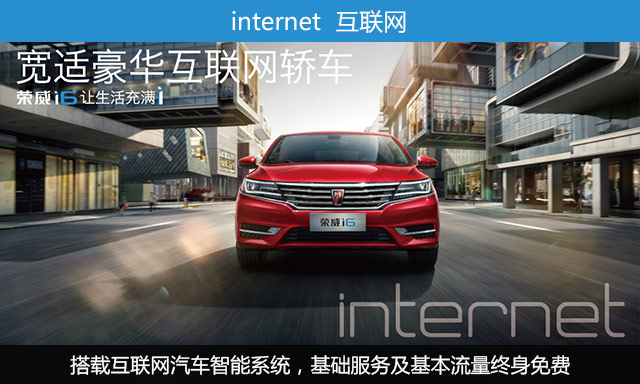 internet 互联网
宽适豪华互联网轿车
荣威i6让生活充满i
荣威 i6
internet
搭载互联网汽车智能系统，基础服务及基本流量终身免费